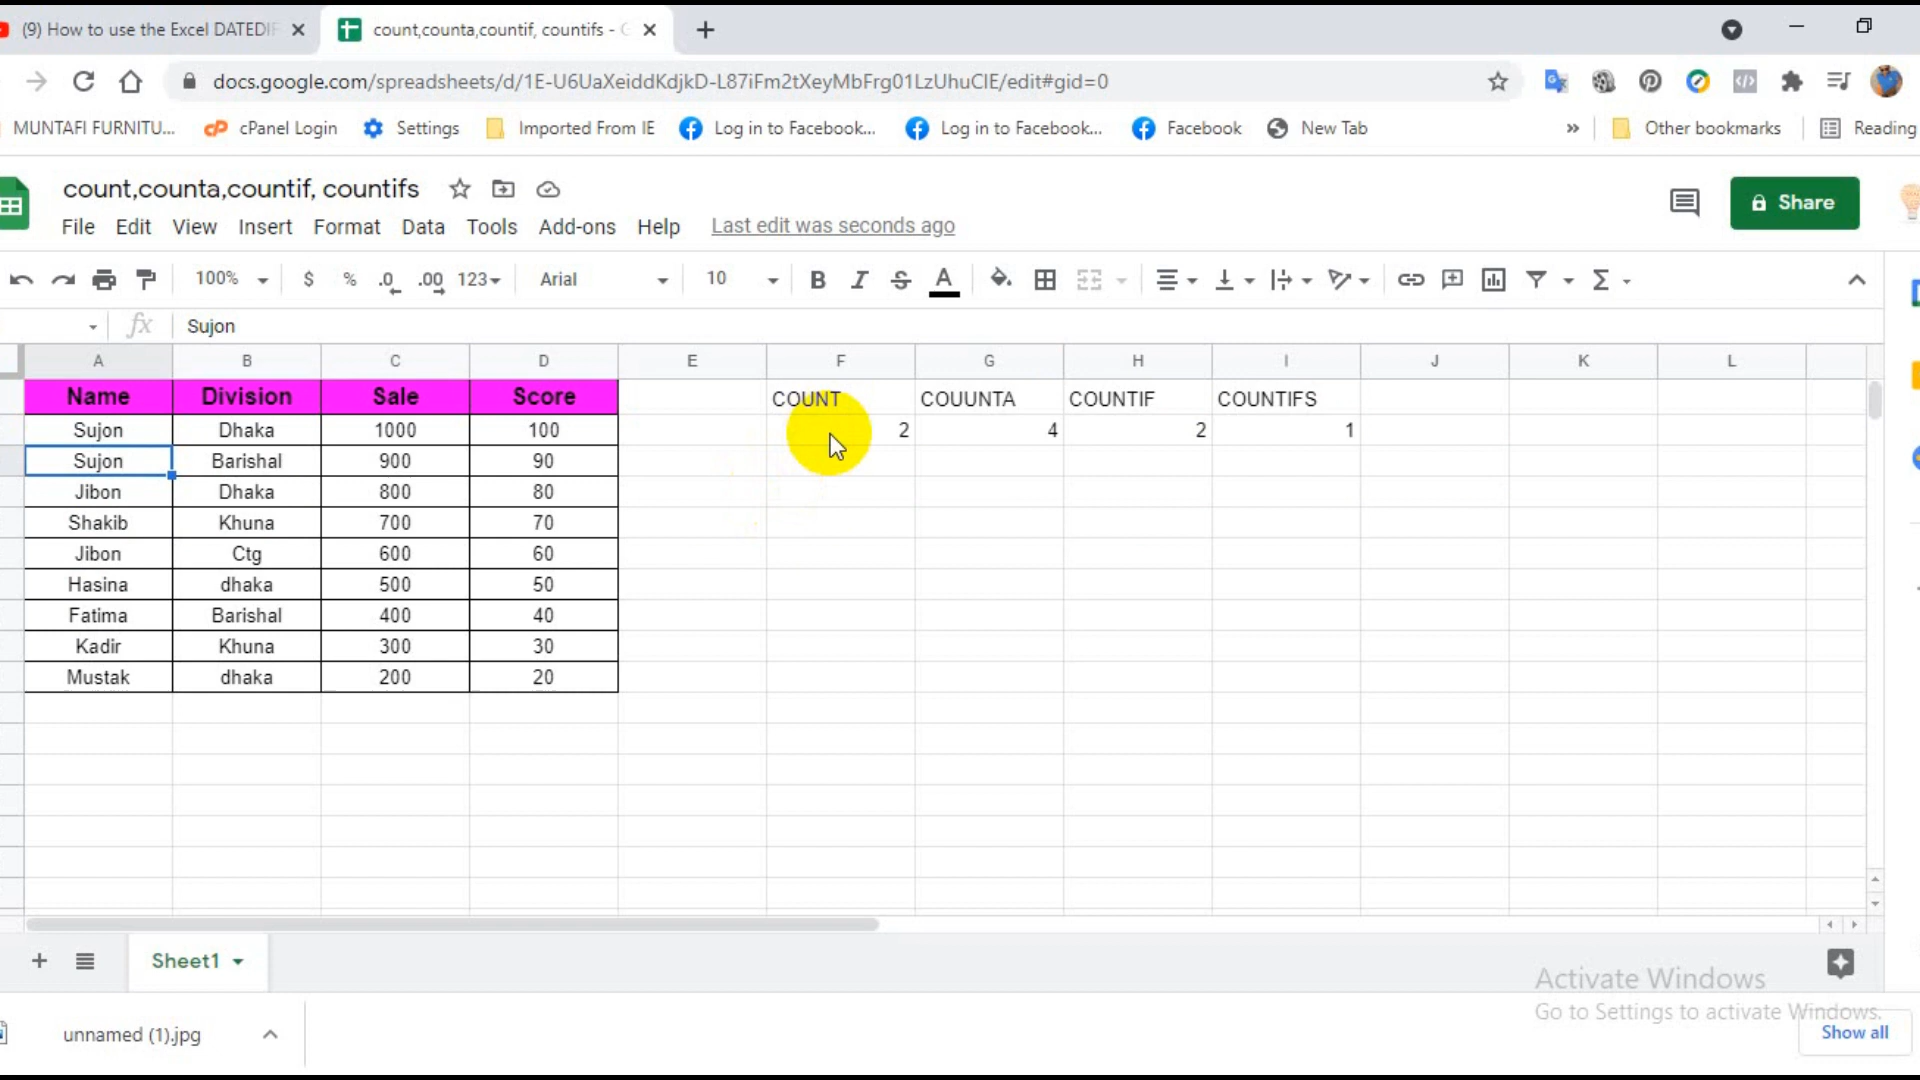 (9) How to use the Excel DATEDIF
count,counta,countif, countifs - G
docs.google.com/spreadsheets/d/1E-U6UaXeiddKdjkD-L87iFm2tXeyMbFrg01LzUhuCIE/edit#gid=0
MUNTAFI FURNITU... cPanel Login Settings Imported From IE Log in to Facebook... Log in to Facebook... Facebook New Tab » Other bookmarks Reading
count,counta,countif, countifs
Share
File Edit View Insert Format Data Tools Add-ons Help Last edit was seconds ago
100% $ % .0 .00 123 Arial 10 B I S A Σ
fx Sujon
A B C D E F G H I J K L
Name Division Sale Score COUNT COUUNTA COUNTIF COUNTIFS
Sujon Dhaka 1000 100 2 4 2 1
Sujon Barishal 900 90
Jibon Dhaka 800 80
Shakib Khuna 700 70
Jibon Ctg 600 60
Hasina dhaka 500 50
Fatima Barishal 400 40
Kadir Khuna 300 30
Mustak dhaka 200 20
Sheet1
Activate Windows
Go to Settings to activate Windows.
unnamed (1).jpg
Show all